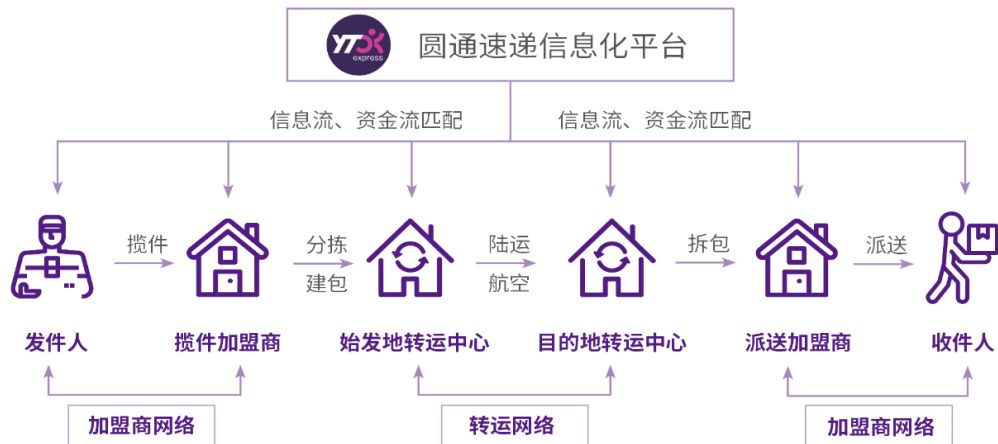 YTO
express
圆通速递信息化平台
信息流、资金流匹配
信息流、资金流匹配
揽件
分拣
建包
陆运
航空
拆包
派送
发件人
揽件加盟商
始发地转运中心
目的地转运中心
派送加盟商
收件人
加盟商网络
转运网络
加盟商网络